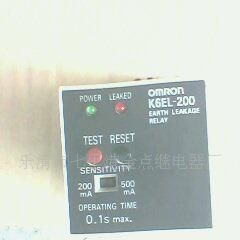 POWER LEAKED
OMRON
K6EL-200
EARTH LEAKAGE
RELAY
TEST RESET
SENSITIVITY
200 mA
500 mA
OPERATING TIME
0.1s max.